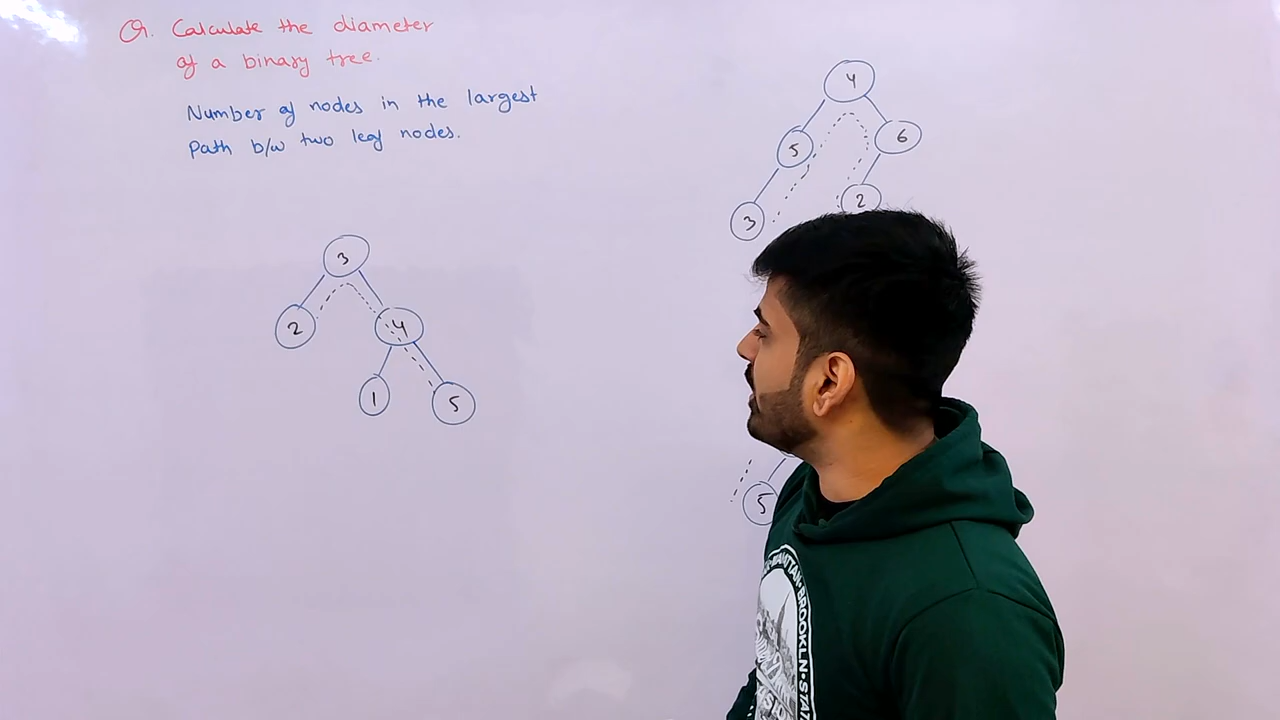 Q. Calculate the diameter
of a binary tree.
Number of nodes in the largest
Path b/w two leaf nodes.
4
5 6
3 2
3
2 4
1 5
5